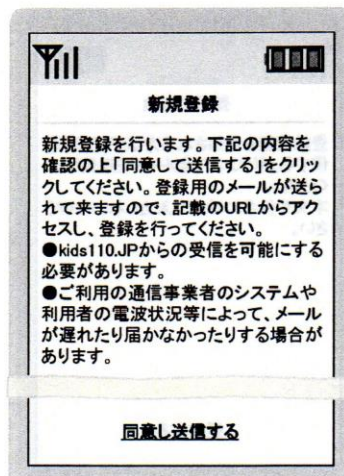 新規登録
新規登録を行います。下記の内容を
確認の上「同意して送信する」をクリッ
クしてください。登録用のメールが送ら
れて来ますので、記載のURLからアク
セスし、登録を行ってください。
●kids110.JPからの受信を可能にする
必要があります。
●ご利用の通信事業者のシステムや
利用者の電波状況等によって、メール
が遅れたり届かなかったりする場合が
あります。
同意し送信する